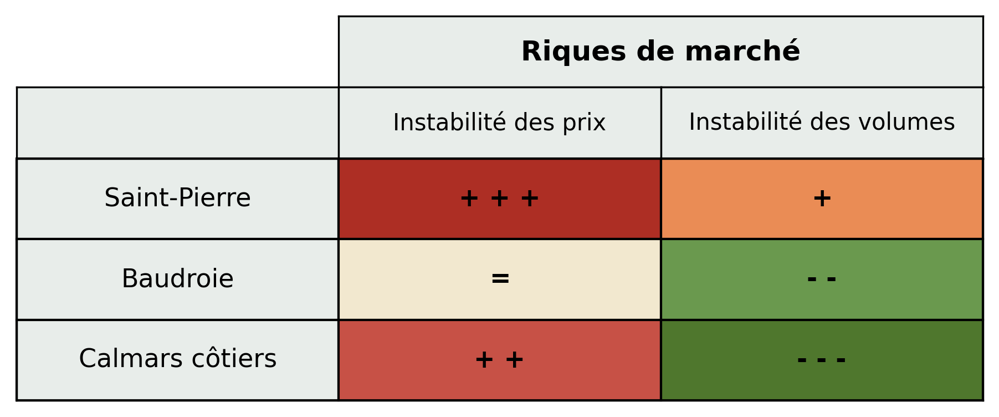 Riques de marché
Instabilité des prix Instabilité des volumes
Saint-Pierre + + + +
Baudroie = - -
Calmars côtiers + + - - -